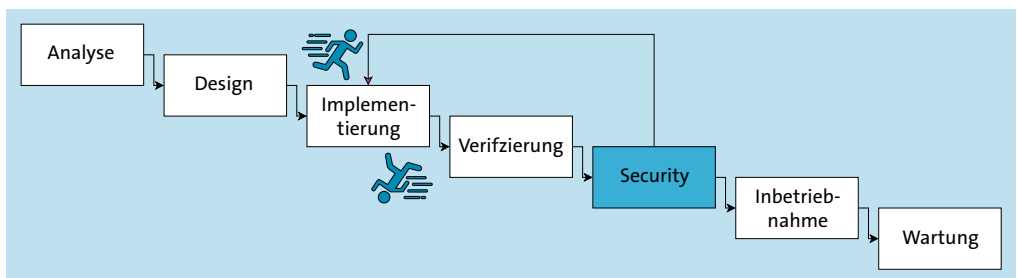 Analyse
Design
Implemen-
tierung
Verifzierung
Security
Inbetrieb-
nahme
Wartung